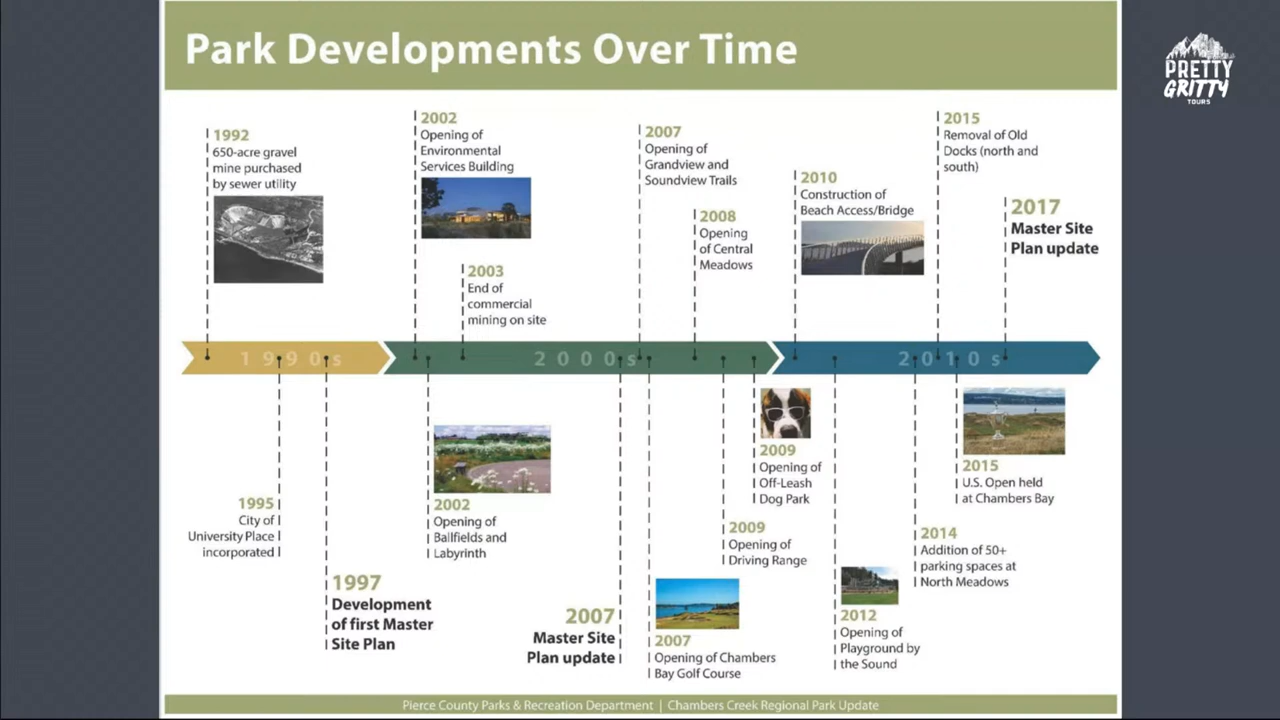 Park Developments Over Time
PRETTY
GRITTY
TOURS
1992
650-acre gravel
mine purchased
by sewer utility
2002
Opening of
Environmental
Services Building
2003
End of
commercial
mining on site
2007
Opening of
Grandview and
Soundview Trails
2008
Opening
of Central
Meadows
2010
Construction of
Beach Access/Bridge
2015
Removal of Old
Docks (north and
south)
2017
Master Site
Plan update
1990s
2000s
2010s
1995
City of
University Place
incorporated
1997
Development
of first Master
Site Plan
2002
Opening of
Ballfields and
Labyrinth
2007
Master Site
Plan update
2007
Opening of Chambers
Bay Golf Course
2009
Opening of
Driving Range
2009
Opening of
Off-Leash
Dog Park
2012
Opening of
Playground by
the Sound
2014
Addition of 50+
parking spaces at
North Meadows
2015
U.S. Open held
at Chambers Bay
Pierce County Parks & Recreation Department | Chambers Creek Regional Park Update